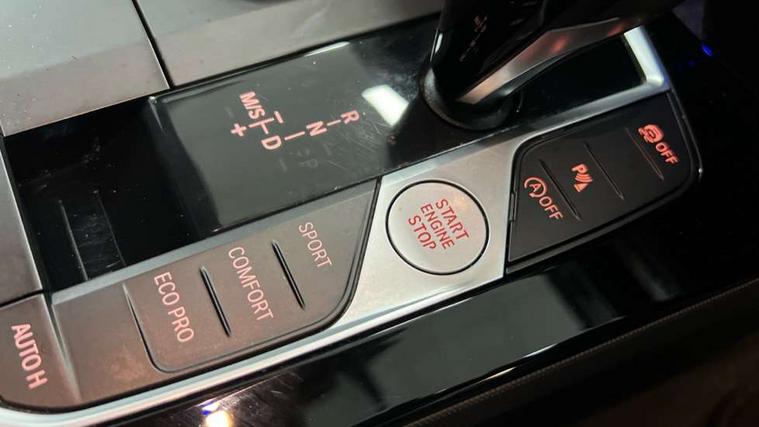 R
N
M/S
–
+
D
OFF
P
A OFF
START
ENGINE
STOP
SPORT
COMFORT
ECO PRO
AUTO H